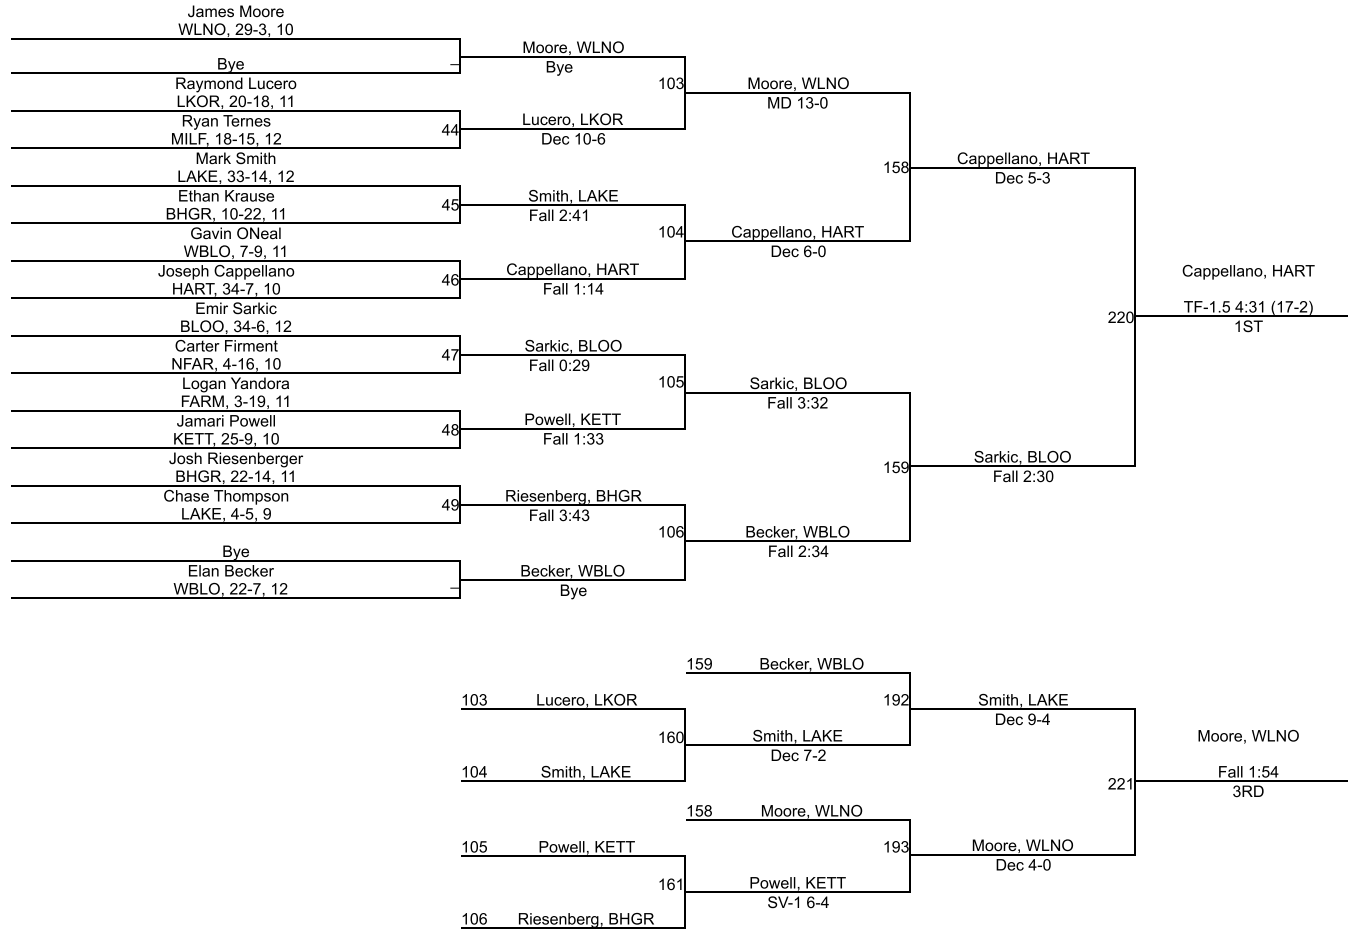 James Moore
WLNO, 29-3, 10
Bye
Raymond Lucero
LKOR, 20-18, 11
Ryan Ternes
MILF, 18-15, 12
Mark Smith
LAKE, 33-14, 12
Ethan Krause
BHGR, 10-22, 11
Gavin ONeal
WBLO, 7-9, 11
Joseph Cappellano
HART, 34-7, 10
Emir Sarkic
BLOO, 34-6, 12
Carter Firment
NFAR, 4-16, 10
Logan Yandora
FARM, 3-19, 11
Jamari Powell
KETT, 25-9, 10
Josh Riesenberger
BHGR, 22-14, 11
Chase Thompson
LAKE, 4-5, 9
Bye
Elan Becker
WBLO, 22-7, 12
–
44
45
46
47
48
49
–
Moore, WLNO
Bye
Lucero, LKOR
Dec 10-6
Smith, LAKE
Fall 2:41
Cappellano, HART
Fall 1:14
Sarkic, BLOO
Fall 0:29
Powell, KETT
Fall 1:33
Riesenberg, BHGR
Fall 3:43
Becker, WBLO
Bye
103
104
105
106
Moore, WLNO
MD 13-0
Cappellano, HART
Dec 6-0
Sarkic, BLOO
Fall 3:32
Becker, WBLO
Fall 2:34
158
159
Cappellano, HART
Dec 5-3
Sarkic, BLOO
Fall 2:30
220
Cappellano, HART
TF-1.5 4:31 (17-2)
1ST
103 Lucero, LKOR
104 Smith, LAKE
105 Powell, KETT
106 Riesenberg, BHGR
160
161
159 Becker, WBLO
Smith, LAKE
Dec 7-2
158 Moore, WLNO
Powell, KETT
SV-1 6-4
192
193
Smith, LAKE
Dec 9-4
Moore, WLNO
Dec 4-0
221
Moore, WLNO
Fall 1:54
3RD